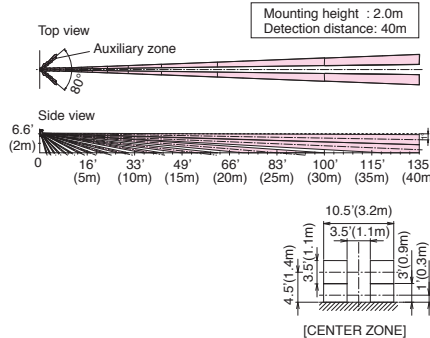 Mounting height : 2.0m
Detection distance: 40m
Top view
Auxiliary zone
80°
Side view
6.6'
(2m)
0 16' 33' 49' 66' 83' 100' 115' 135
(5m) (10m) (15m) (20m) (25m) (30m) (35m) (40m
10.5'(3.2m)
3.5'(1.1m)
4.5'(1.4m)
3.5'(1.1m)
3'(0.9m)
1'(0.3m)
[CENTER ZONE]